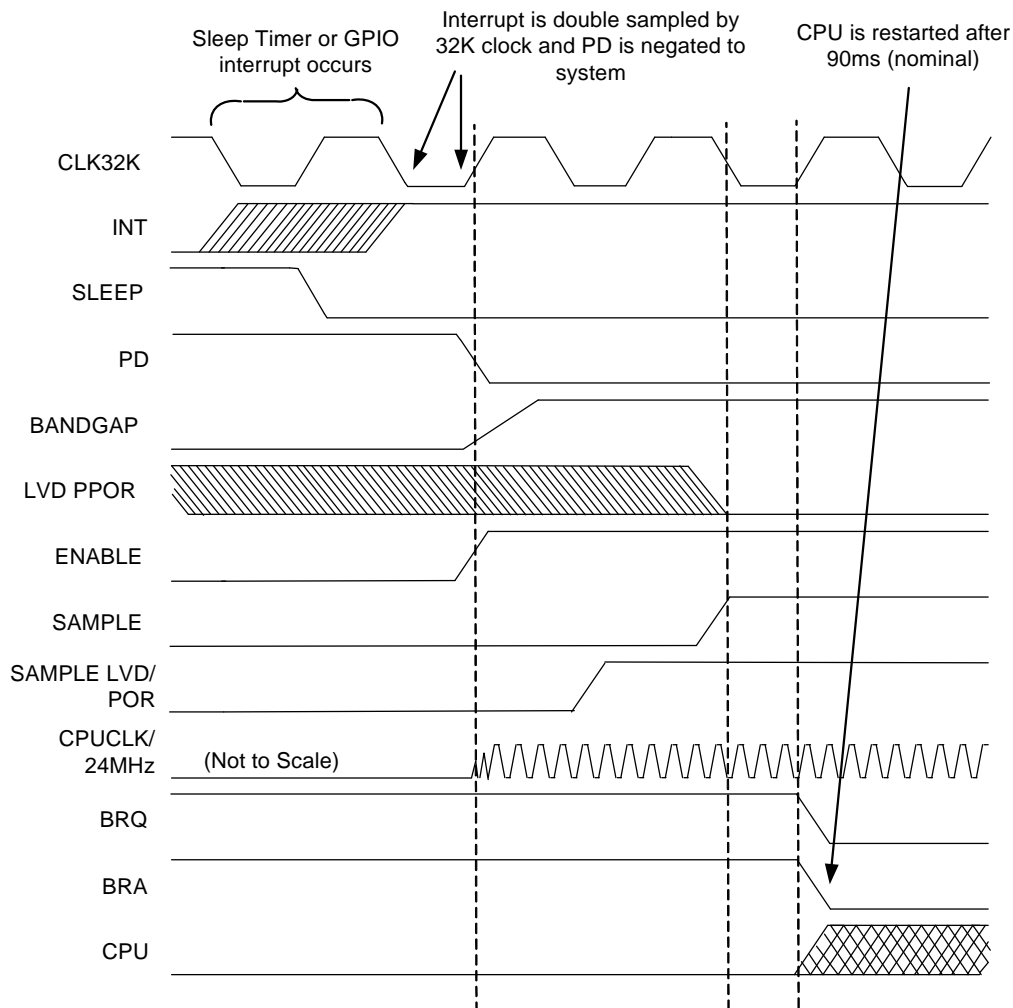 Sleep Timer or GPIO
interrupt occurs
Interrupt is double sampled by
32K clock and PD is negated to
system
CPU is restarted after
90ms (nominal)
CLK32K
INT
SLEEP
PD
BANDGAP
LVD PPOR
ENABLE
SAMPLE
SAMPLE LVD/
POR
CPUCLK/
24MHz
(Not to Scale)
BRQ
BRA
CPU